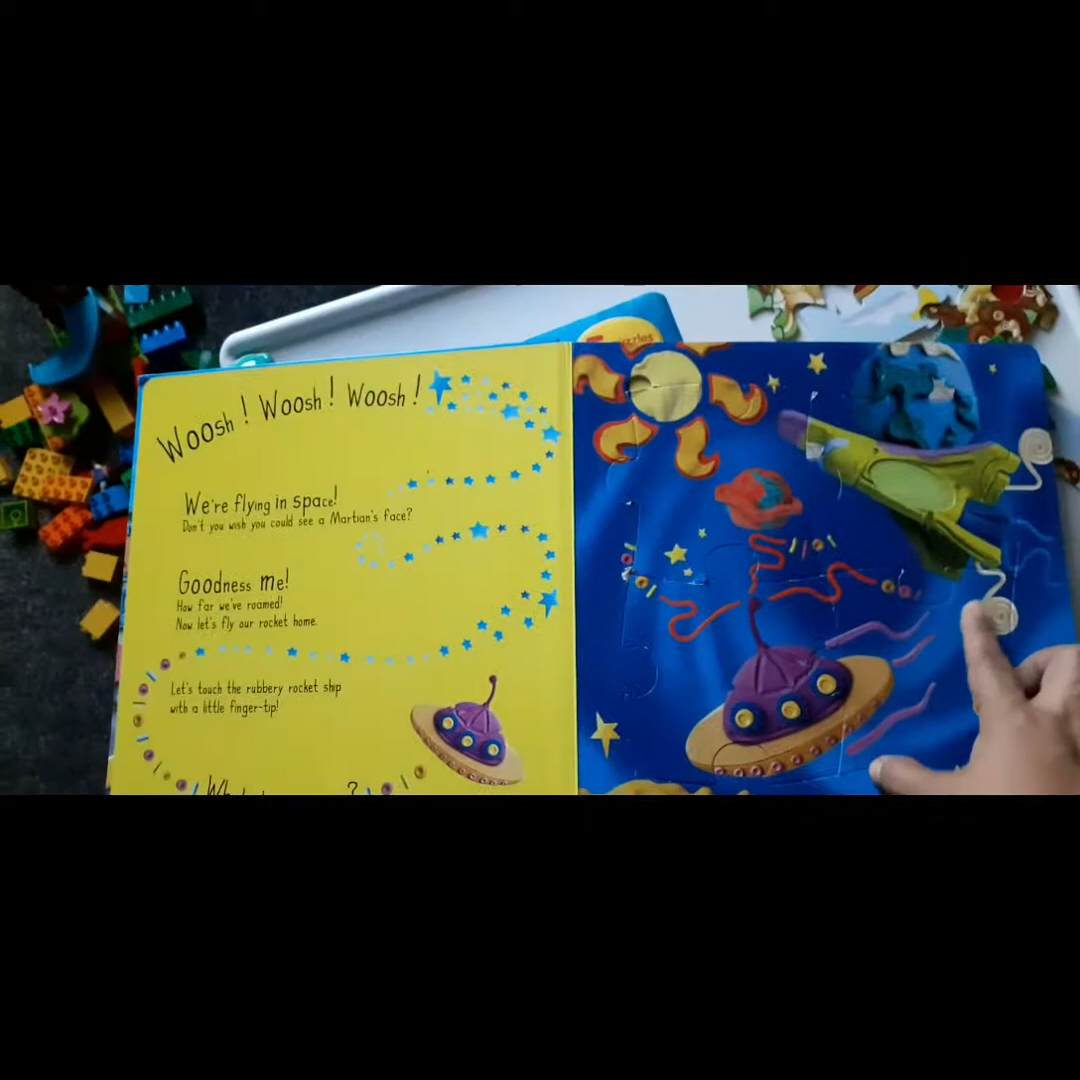 Woosh! Woosh! Woosh!
We're flying in space!
Don't you wish you could see a Martian's face?
Goodness me!
How far we've roamed!
Now let's fly our rocket home.
Let's touch the rubbery rocket ship
with a little finger-tip!
?